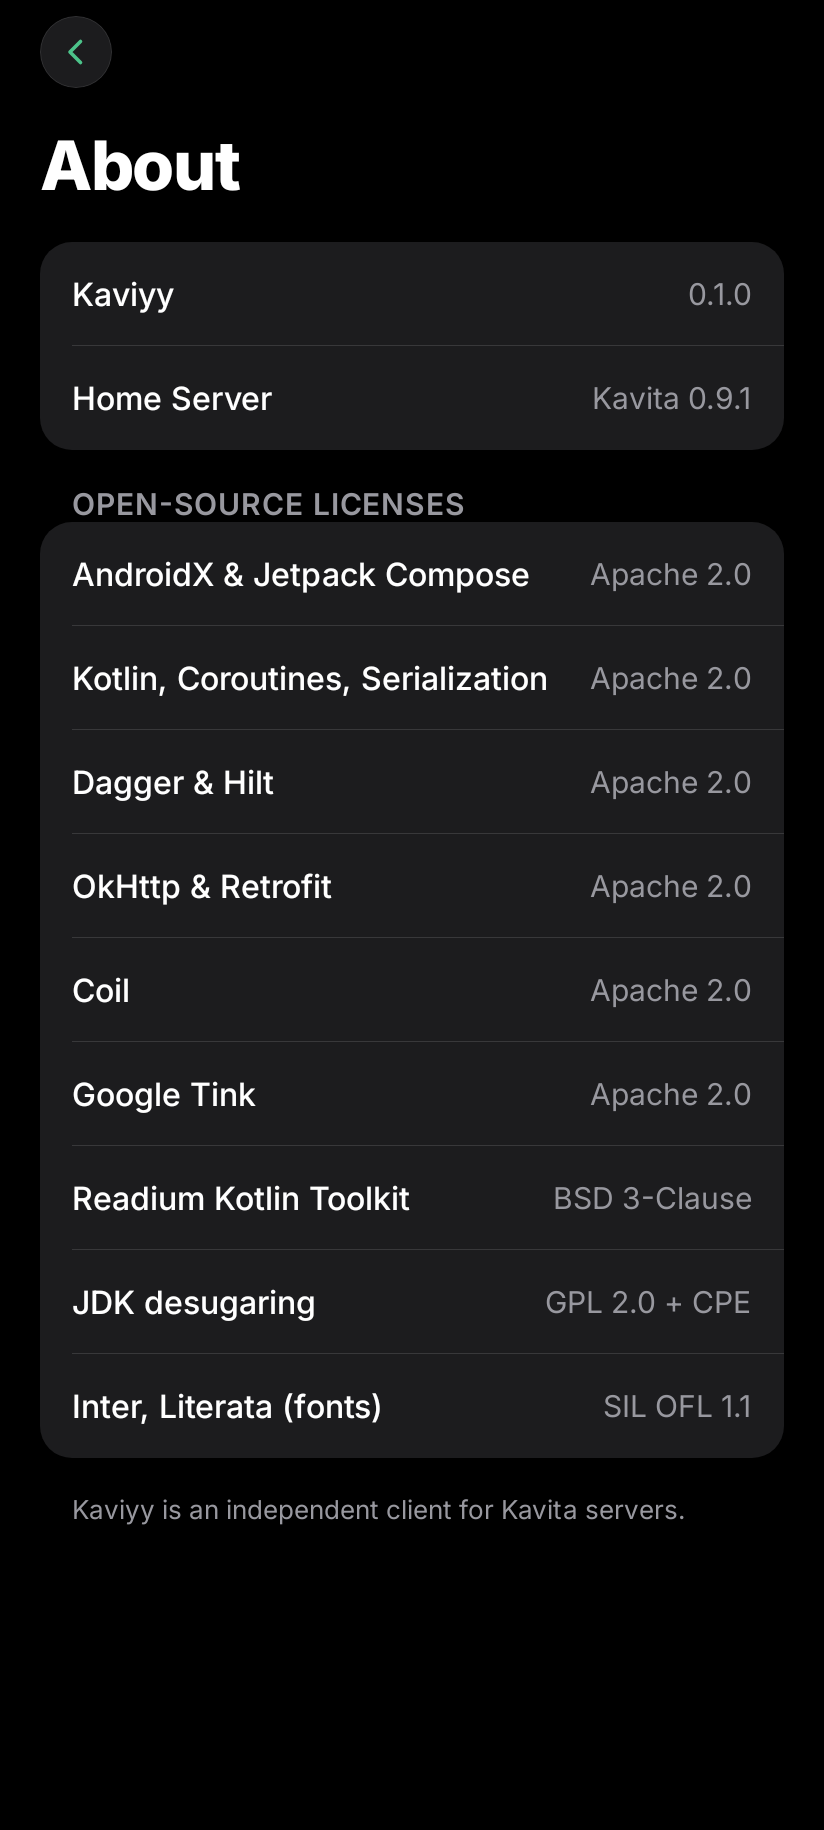 About
Kaviyy 0.1.0
Home Server Kavita 0.9.1
OPEN-SOURCE LICENSES
AndroidX & Jetpack Compose Apache 2.0
Kotlin, Coroutines, Serialization Apache 2.0
Dagger & Hilt Apache 2.0
OkHttp & Retrofit Apache 2.0
Coil Apache 2.0
Google Tink Apache 2.0
Readium Kotlin Toolkit BSD 3-Clause
JDK desugaring GPL 2.0 + CPE
Inter, Literata (fonts) SIL OFL 1.1
Kaviyy is an independent client for Kavita servers.